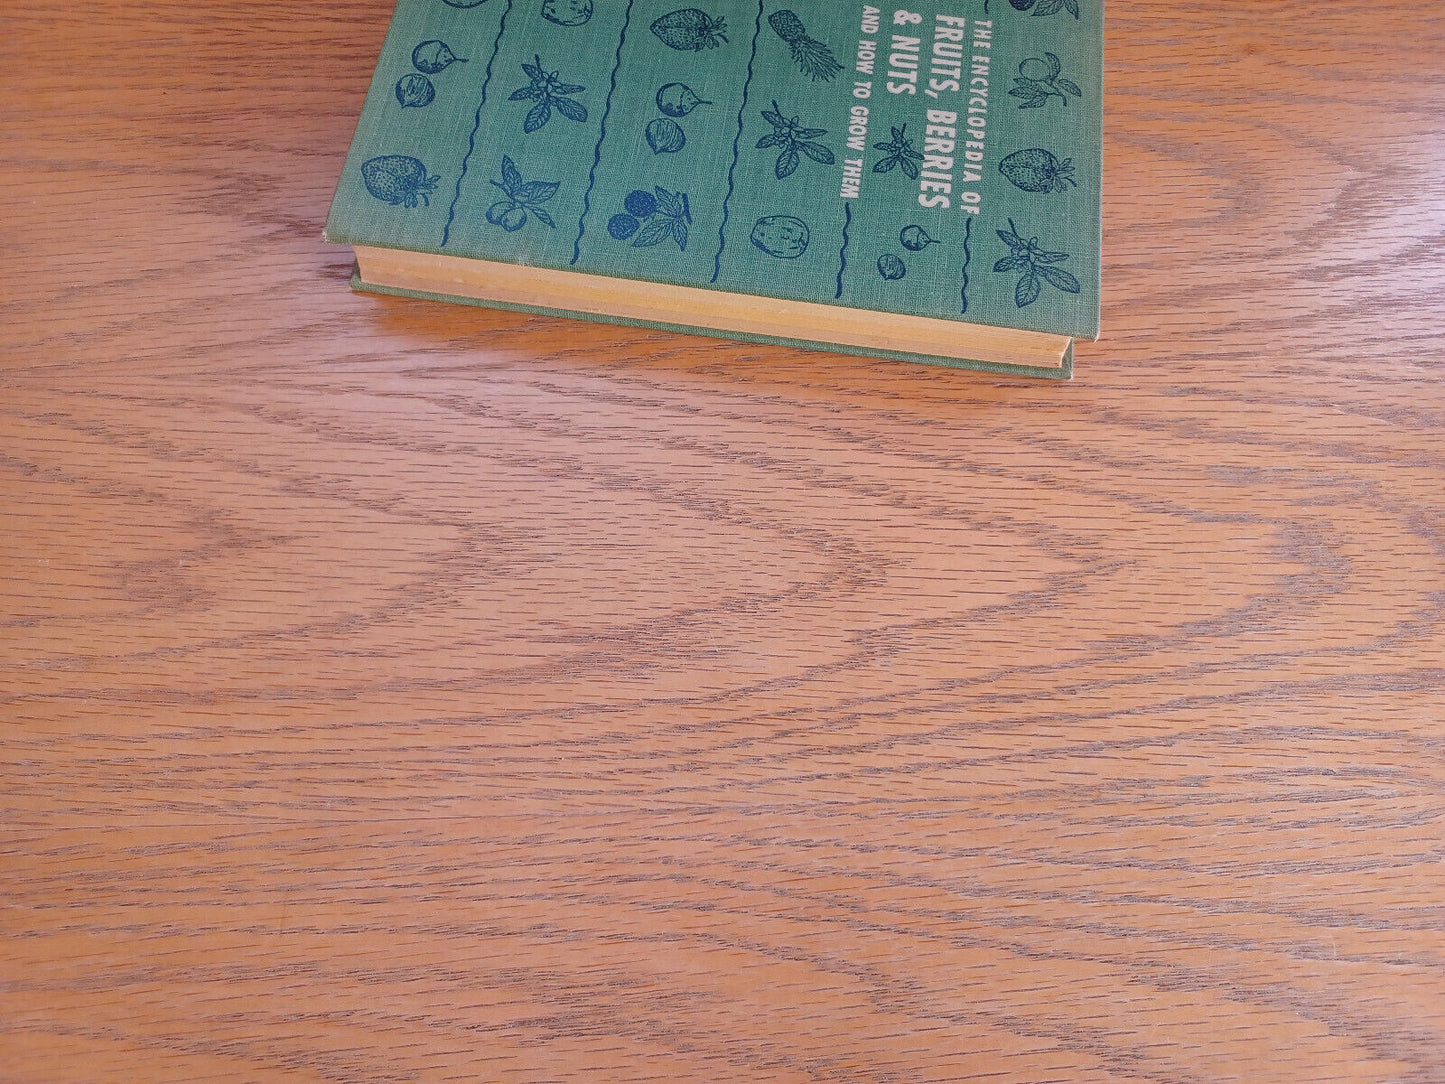 THE ENCYCLOPEDIA OF
FRUITS, BERRIES
& NUTS
AND HOW TO GROW THEM